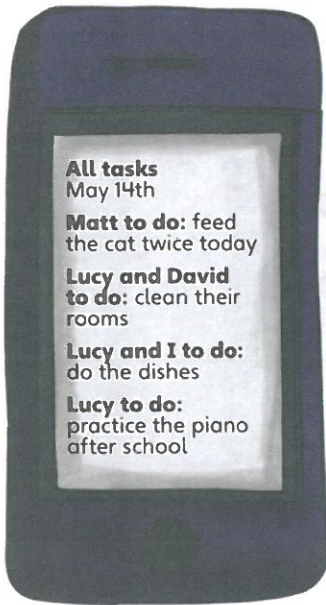 All tasks
May 14th
Matt to do: feed
the cat twice today
Lucy and David
to do: clean their
rooms
Lucy and I to do:
do the dishes
Lucy to do:
practice the piano
after school